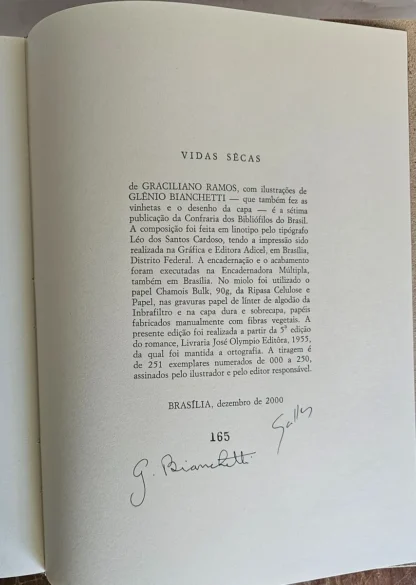 VIDAS SÊCAS
de GRACILIANO RAMOS, com ilustrações de
GLÊNIO BIANCHETTI — que também fez as
vinhetas e o desenho da capa — é a sétima
publicação da Confraria dos Bibliófilos do Brasil.
A composição foi feita em linotipo pelo tipógrafo
Léo dos Santos Cardoso, tendo a impressão sido
realizada na Gráfica e Editora Adicel, em Brasília,
Distrito Federal. A encadernação e o acabamento
foram executadas na Encadernadora Múltipla,
também em Brasília. No miolo foi utilizado o
papel Chamois Bulk, 90g, da Ripasa Celulose e
Papel, nas gravuras papel de línter de algodão da
Inbrafiltro e na capa dura e sobrecapa, papéis
fabricados manualmente com fibras vegetais. A
presente edição foi realizada a partir da 5ª edição
do romance, Livraria José Olympio Editôra, 1955,
da qual foi mantida a ortografia. A tiragem é
de 251 exemplares numerados de 000 a 250,
assinados pelo ilustrador e pelo editor responsável.
BRASÍLIA, dezembro de 2000
165
G. Bianchetti